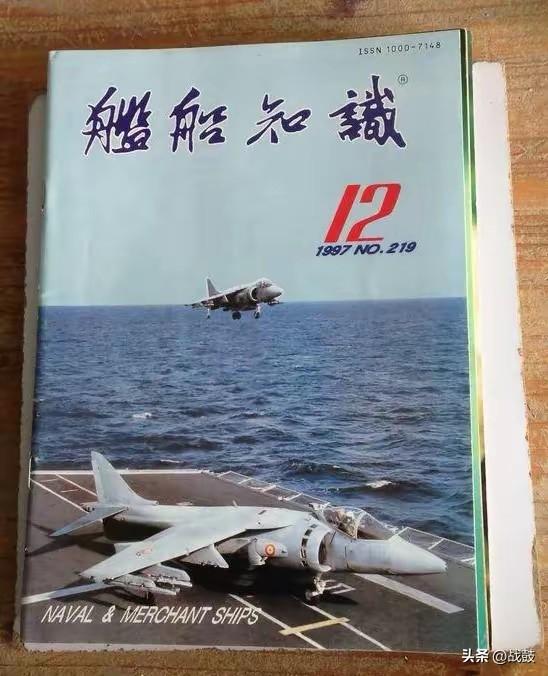 ISSN 1000-7148
艦船知識®
12
1997 NO.219
NAVAL & MERCHANT SHIPS
头条 @战鼓